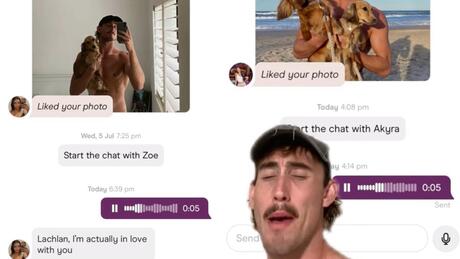 Liked your photo
Wed, 5 Jul 7:25 pm
Start the chat with Zoe
Today 6:39 pm
0:05
Lachlan, I'm actually in love
with you
Liked your photo
Today 4:08 pm
rt the chat with Akyra
ay 4:14 pm
0:05
Sent
Send